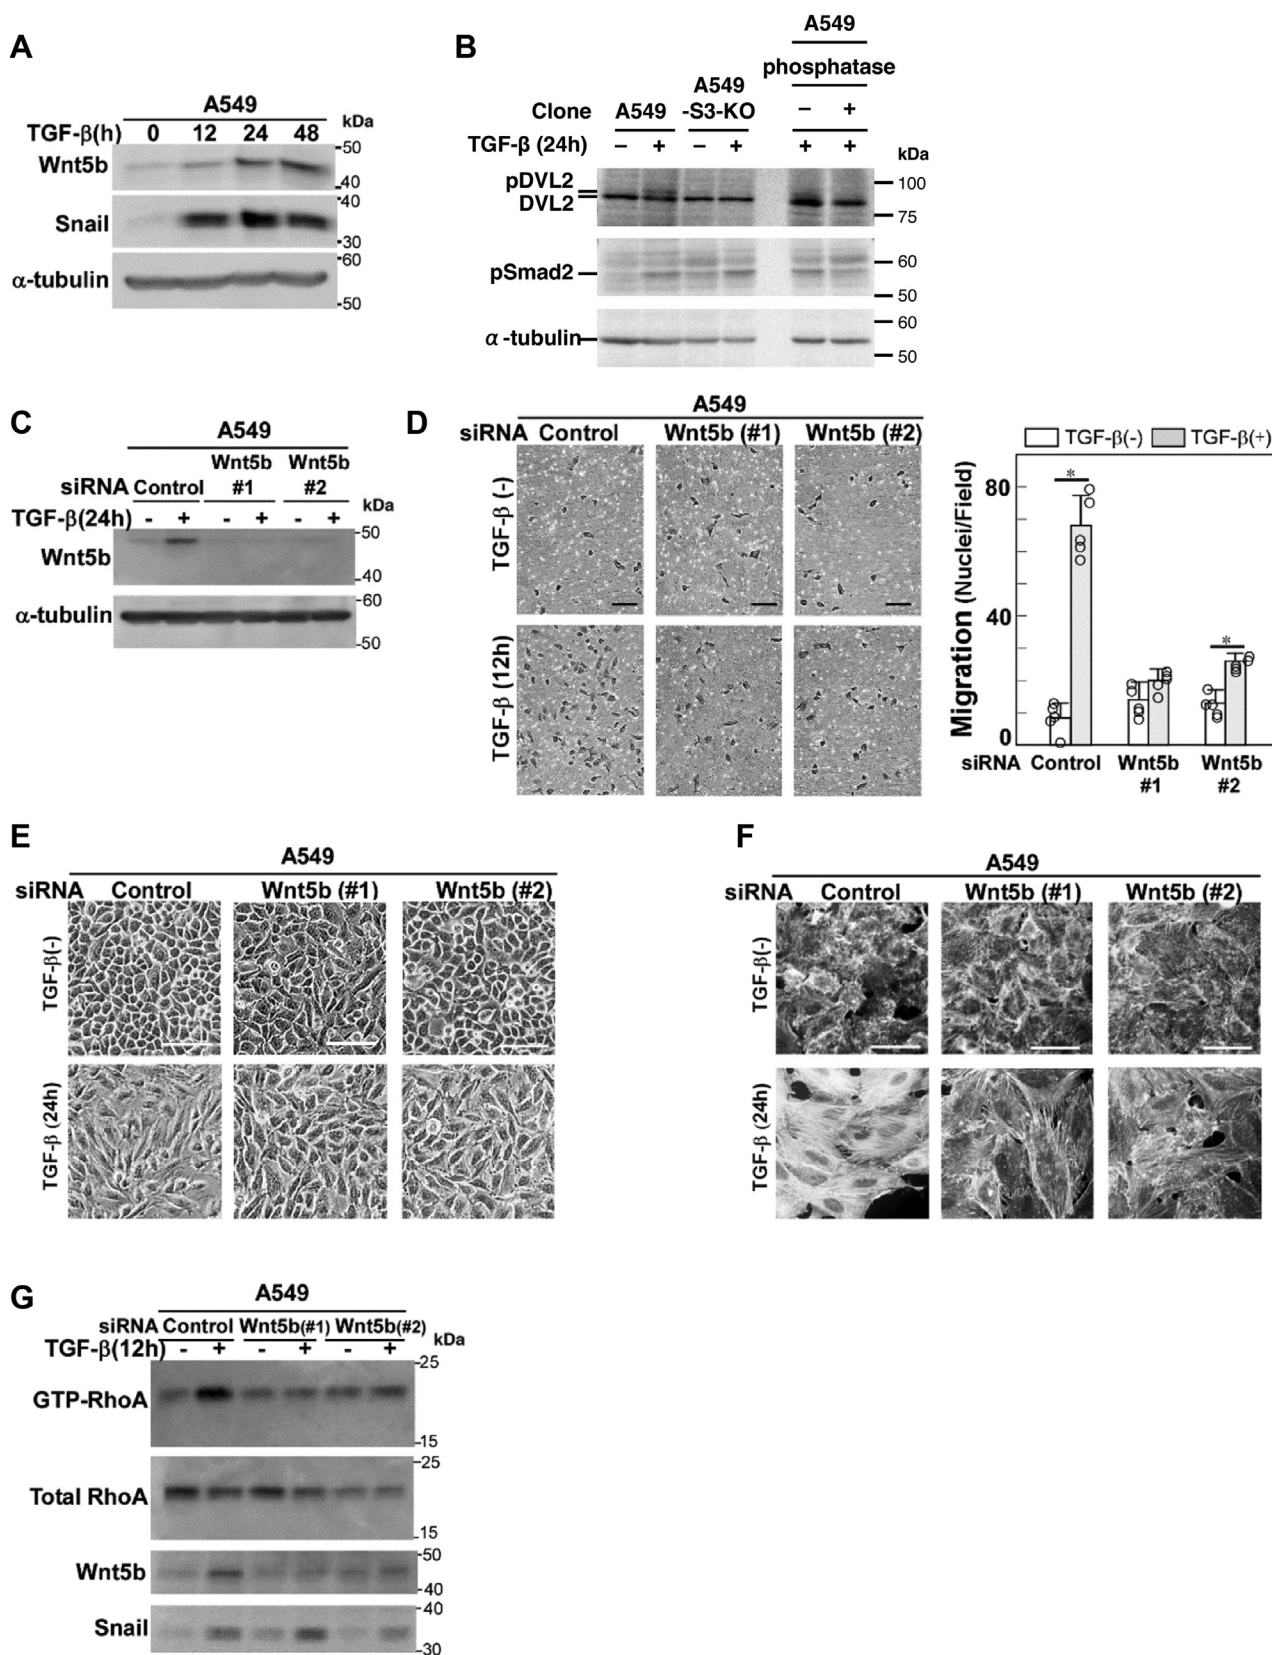 A
A549
TGF-β(h) 0 12 24 48 kDa
Wnt5b
50
40
Snail
40
30
α-tubulin
60
50
B
A549
phosphatase
A549
Clone A549 -S3-KO – +
TGF-β (24h) – + – + + + kDa
pDVL2
DVL2
100
75
pSmad2
60
50
α-tubulin
60
50
C
A549
Wnt5b Wnt5b
siRNA Control #1 #2
kDa
TGF-β(24h) - + - + - +
Wnt5b
50
40
α-tubulin
60
50
D
A549
siRNA Control Wnt5b (#1) Wnt5b (#2)
TGF-β (-)
TGF-β (12h)
TGF-β(-) TGF-β(+)
Migration (Nuclei/Field)
80
40
0
*
*
siRNA Control Wnt5b Wnt5b
#1 #2
E
A549
siRNA Control Wnt5b (#1) Wnt5b (#2)
TGF-β(-)
TGF-β (24h)
F
A549
siRNA Control Wnt5b (#1) Wnt5b (#2)
TGF-β(-)
TGF-β (24h)
G
A549
siRNA Control Wnt5b(#1) Wnt5b(#2) kDa
TGF-β(12h) - + - + - +
GTP-RhoA
25
15
Total RhoA
25
15
Wnt5b
50
40
Snail
40
30